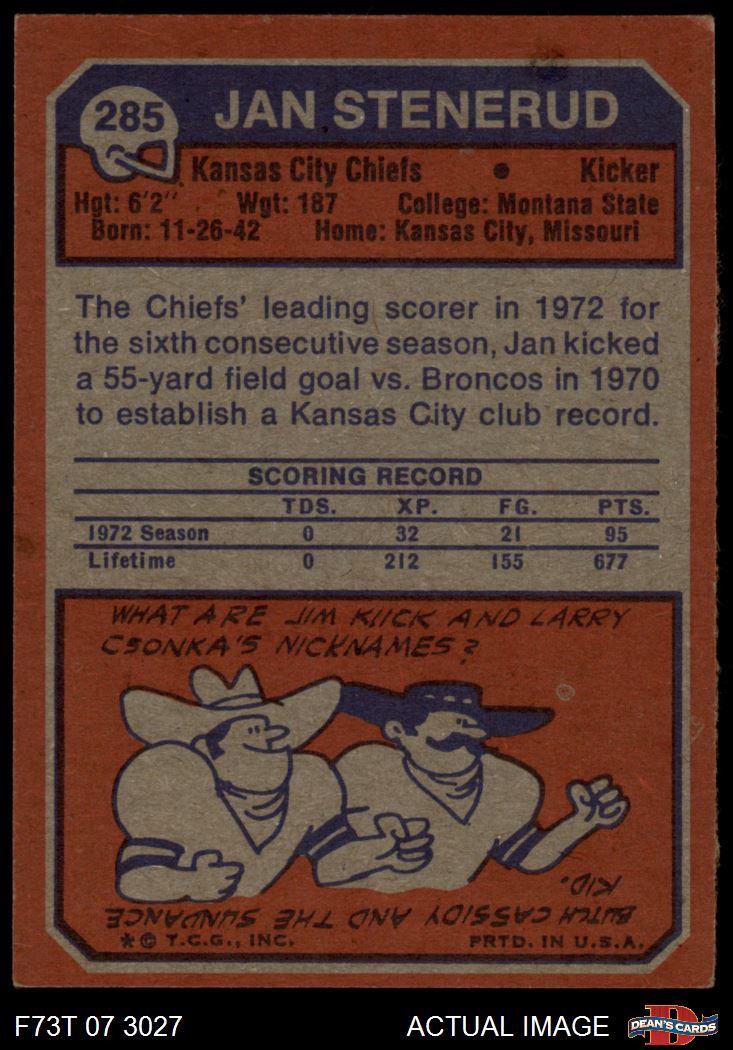 285 JAN STENERUD
Kansas City Chiefs • Kicker
Hgt: 6'2" Wgt: 187 College: Montana State
Born: 11-26-42 Home: Kansas City, Missouri
The Chiefs' leading scorer in 1972 for
the sixth consecutive season, Jan kicked
a 55-yard field goal vs. Broncos in 1970
to establish a Kansas City club record.
SCORING RECORD
TDS. XP. FG. PTS.
1972 Season 0 32 21 95
Lifetime 0 212 155 677
WHAT ARE JIM KIICK AND LARRY
CSONKA'S NICKNAMES?
BUTCH CASSIDY AND THE SUNDANCE
KID.
*© T.C.G., INC. PRTD. IN U.S.A.
F73T 07 3027 ACTUAL IMAGE D DEAN'S CARDS